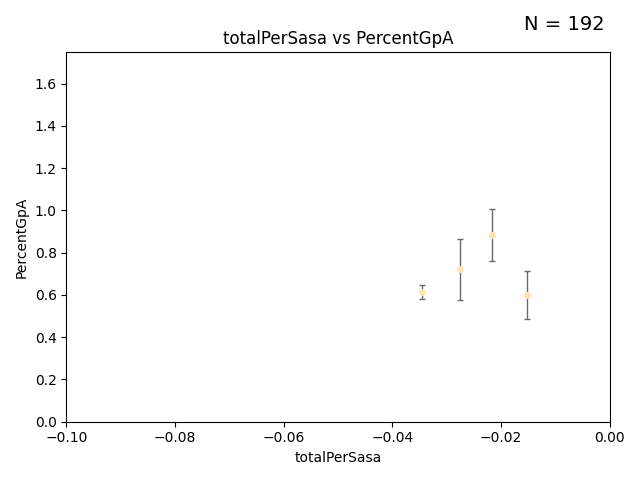 N = 192
totalPerSasa vs PercentGpA
PercentGpA
1.6
1.4
1.2
1.0
0.8
0.6
0.4
0.2
0.0
−0.10 −0.08 −0.06 −0.04 −0.02 0.00
totalPerSasa